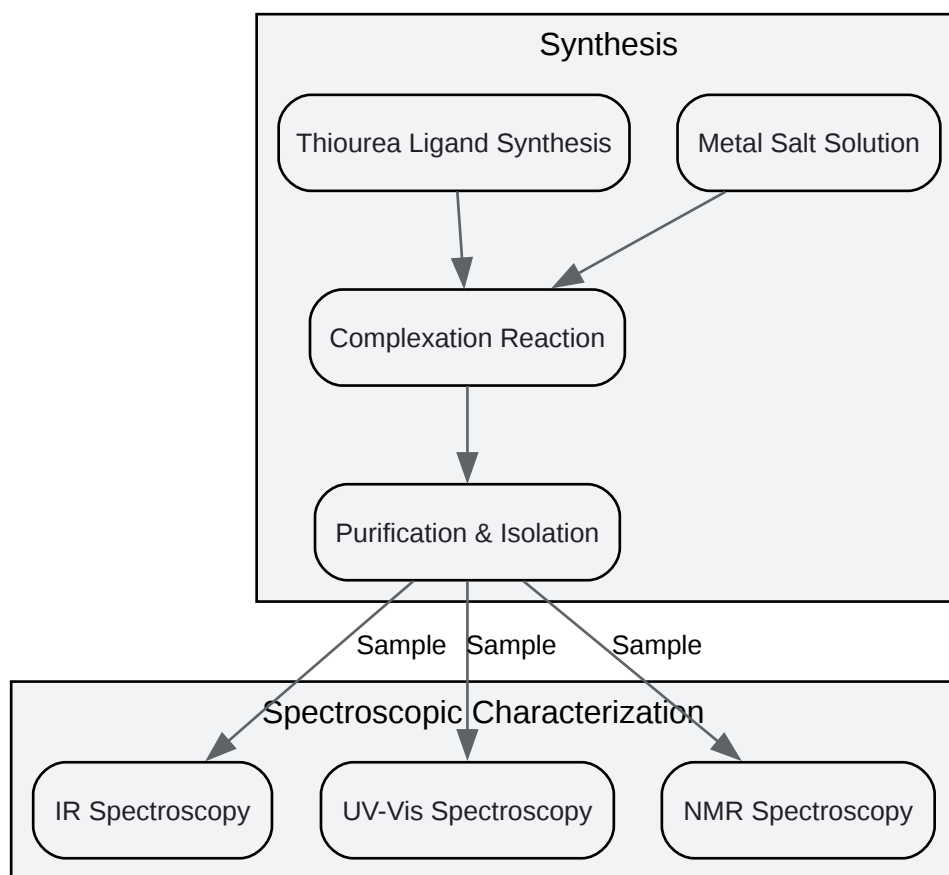 Synthesis
Thiourea Ligand Synthesis
Metal Salt Solution
Complexation Reaction
Purification & Isolation
Sample
Sample
Sample
Spectroscopic Characterization
IR Spectroscopy
UV-Vis Spectroscopy
NMR Spectroscopy